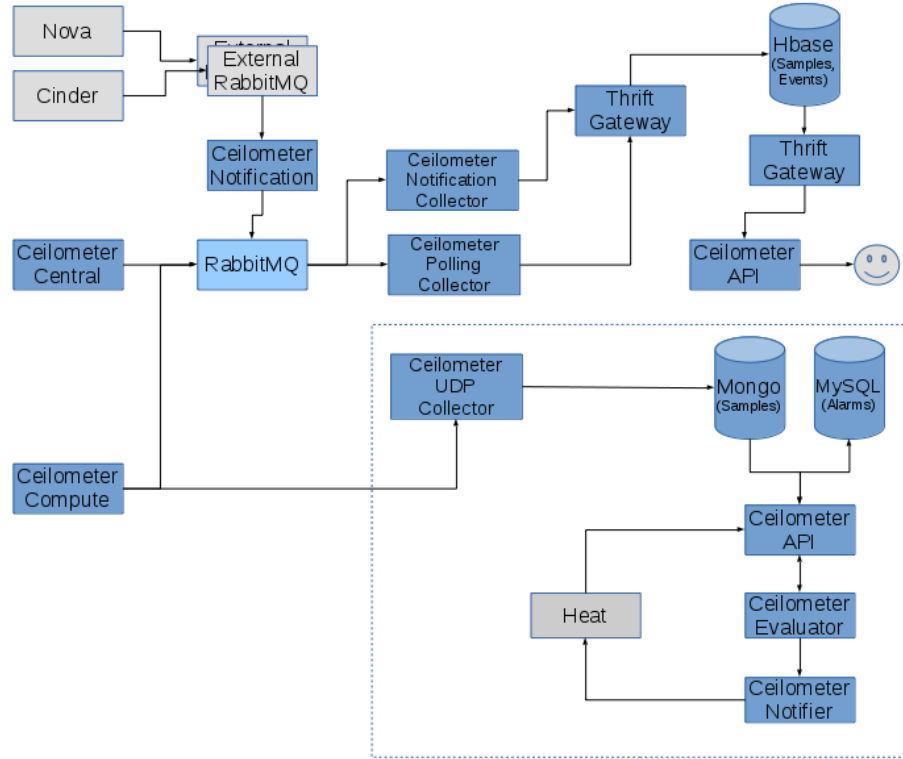 Nova
External
External
RabbitMQ
Cinder
Hbase
(Samples,
Events)
Thrift
Gateway
Ceilometer
Notification
Ceilometer
Notification
Collector
Thrift
Gateway
Ceilometer
Central
RabbitMQ
Ceilometer
Polling
Collector
Ceilometer
API
Ceilometer
UDP
Collector
Mongo
(Samples)
MySQL
(Alarms)
Ceilometer
Compute
Ceilometer
API
Heat
Ceilometer
Evaluator
Ceilometer
Notifier